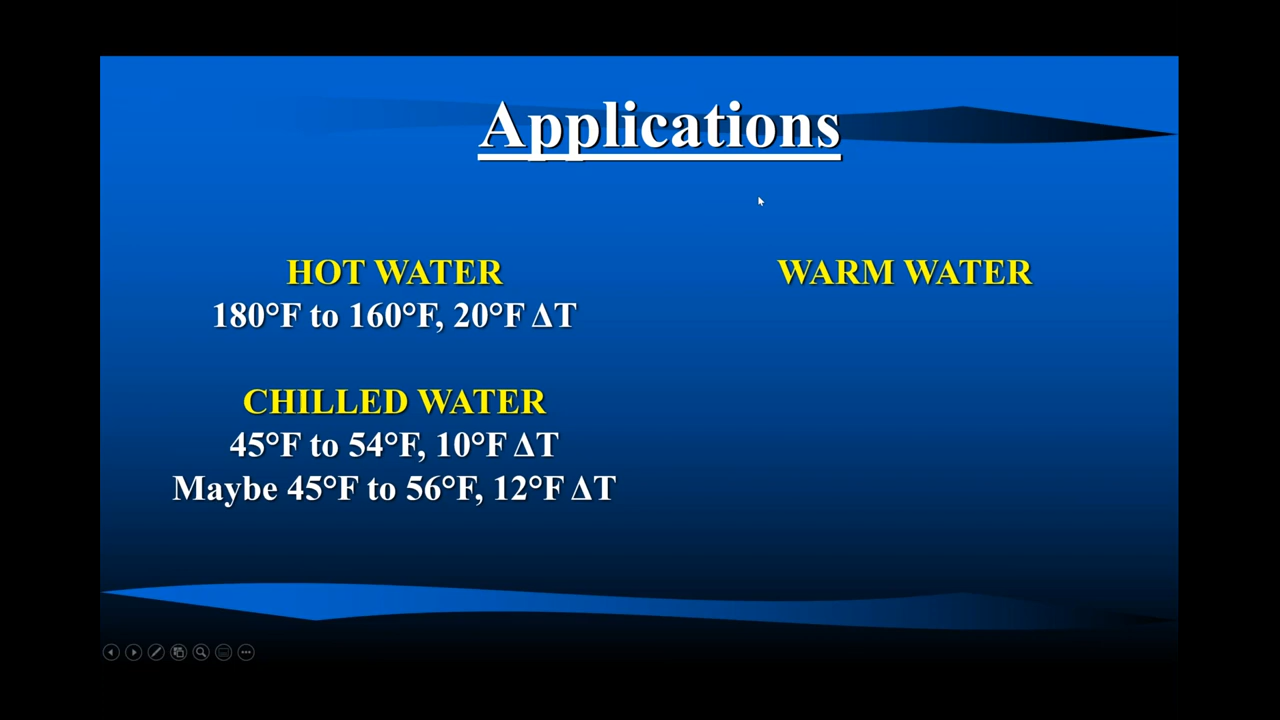 Applications
HOT WATER
180°F to 160°F, 20°F ΔT
CHILLED WATER
45°F to 54°F, 10°F ΔT
Maybe 45°F to 56°F, 12°F ΔT
WARM WATER